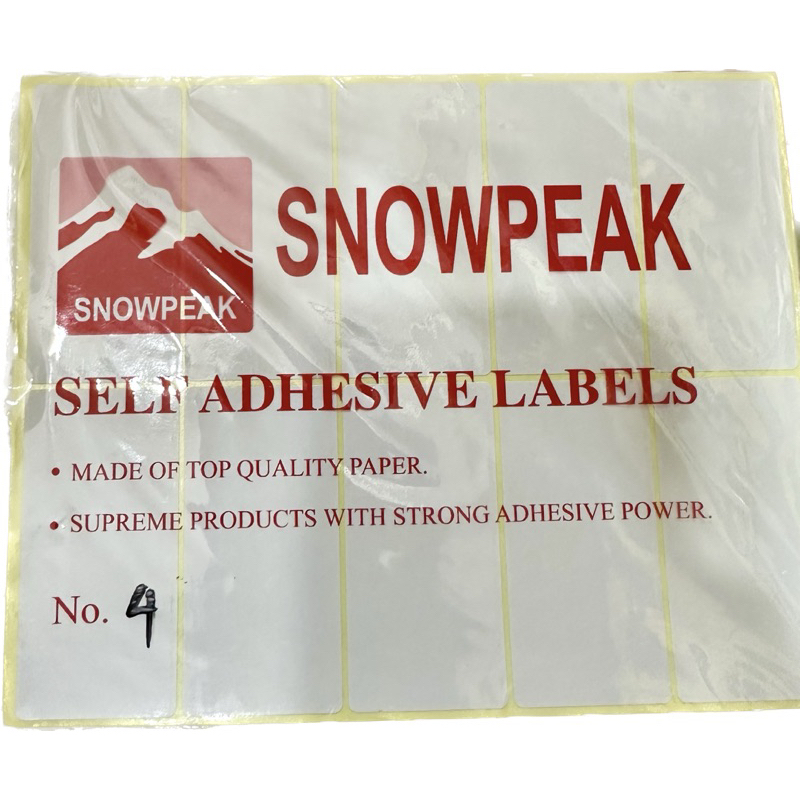 SNOWPEAK
SNOWPEAK
SELF ADHESIVE LABELS
• MADE OF TOP QUALITY PAPER.
• SUPREME PRODUCTS WITH STRONG ADHESIVE POWER.
No. 4